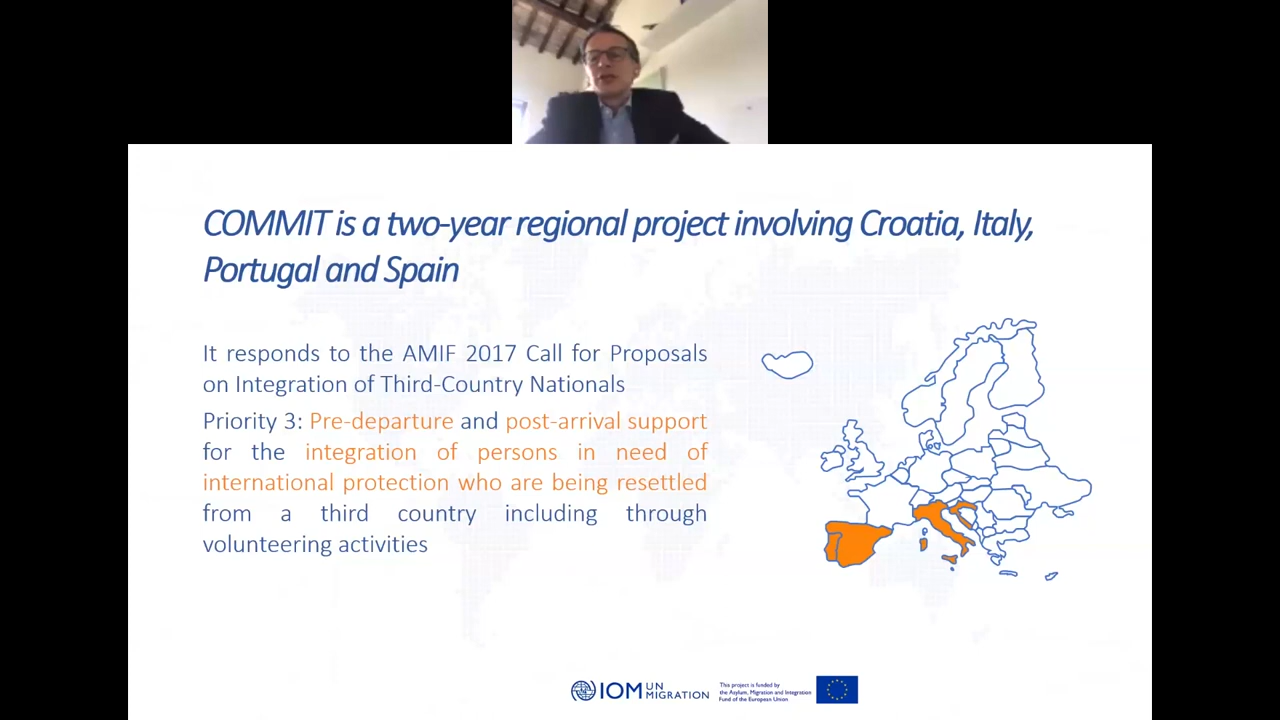 COMMIT is a two-year regional project involving Croatia, Italy,
Portugal and Spain
It responds to the AMIF 2017 Call for Proposals
on Integration of Third-Country Nationals
Priority 3: Pre-departure and post-arrival support
for the integration of persons in need of
international protection who are being resettled
from a third country including through
volunteering activities
IOM UN MIGRATION
This project is funded by
the Asylum, Migration and Integration
Fund of the European Union